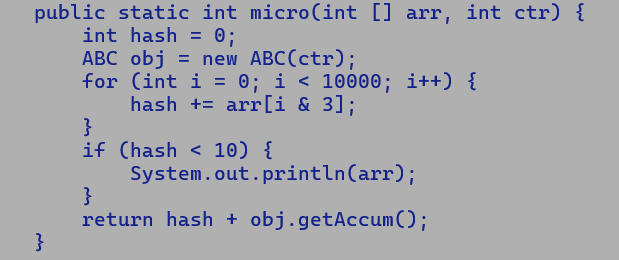 public static int micro(int [] arr, int ctr) {
    int hash = 0;
    ABC obj = new ABC(ctr);
    for (int i = 0; i < 10000; i++) {
        hash += arr[i & 3];
    }
    if (hash < 10) {
        System.out.println(arr);
    }
    return hash + obj.getAccum();
}